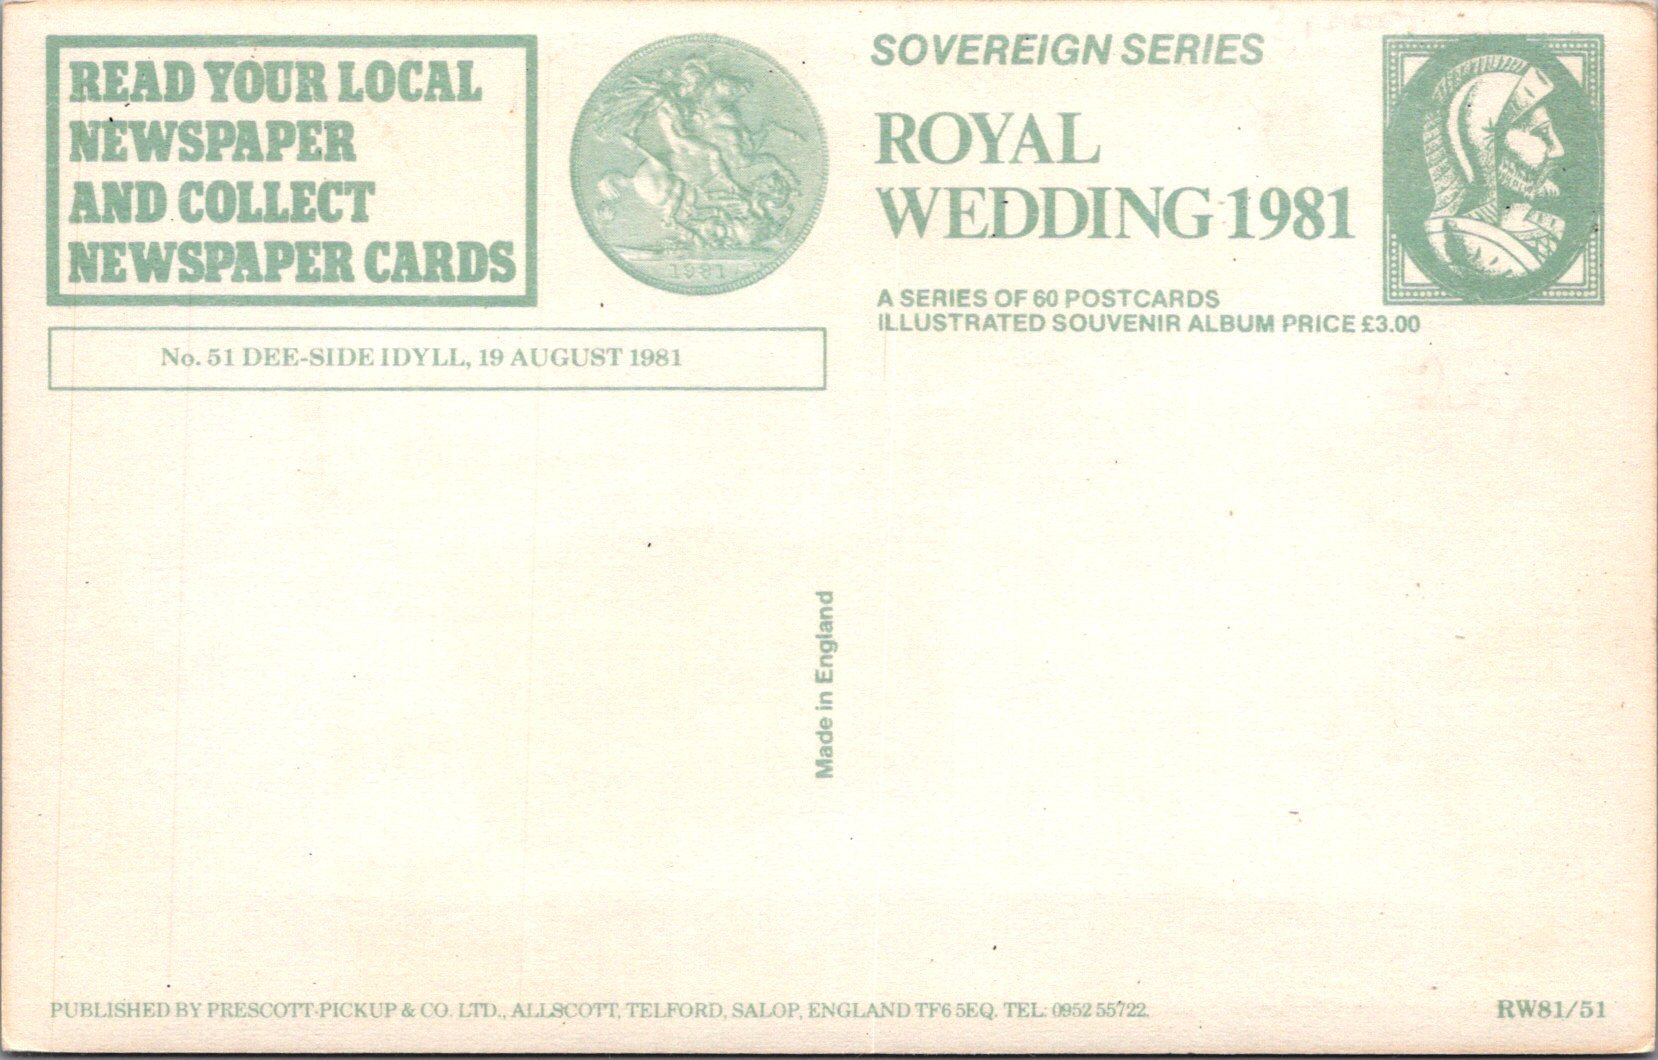 READ YOUR LOCAL
NEWSPAPER
AND COLLECT
NEWSPAPER CARDS
1981
No. 51 DEE-SIDE IDYLL, 19 AUGUST 1981
SOVEREIGN SERIES
ROYAL
WEDDING 1981
A SERIES OF 60 POSTCARDS
ILLUSTRATED SOUVENIR ALBUM PRICE £3.00
Made in England
PUBLISHED BY PRESCOTT-PICKUP & CO. LTD., ALLSCOTT, TELFORD, SALOP, ENGLAND TF6 5EQ. TEL: 0952 55722.
RW81/51